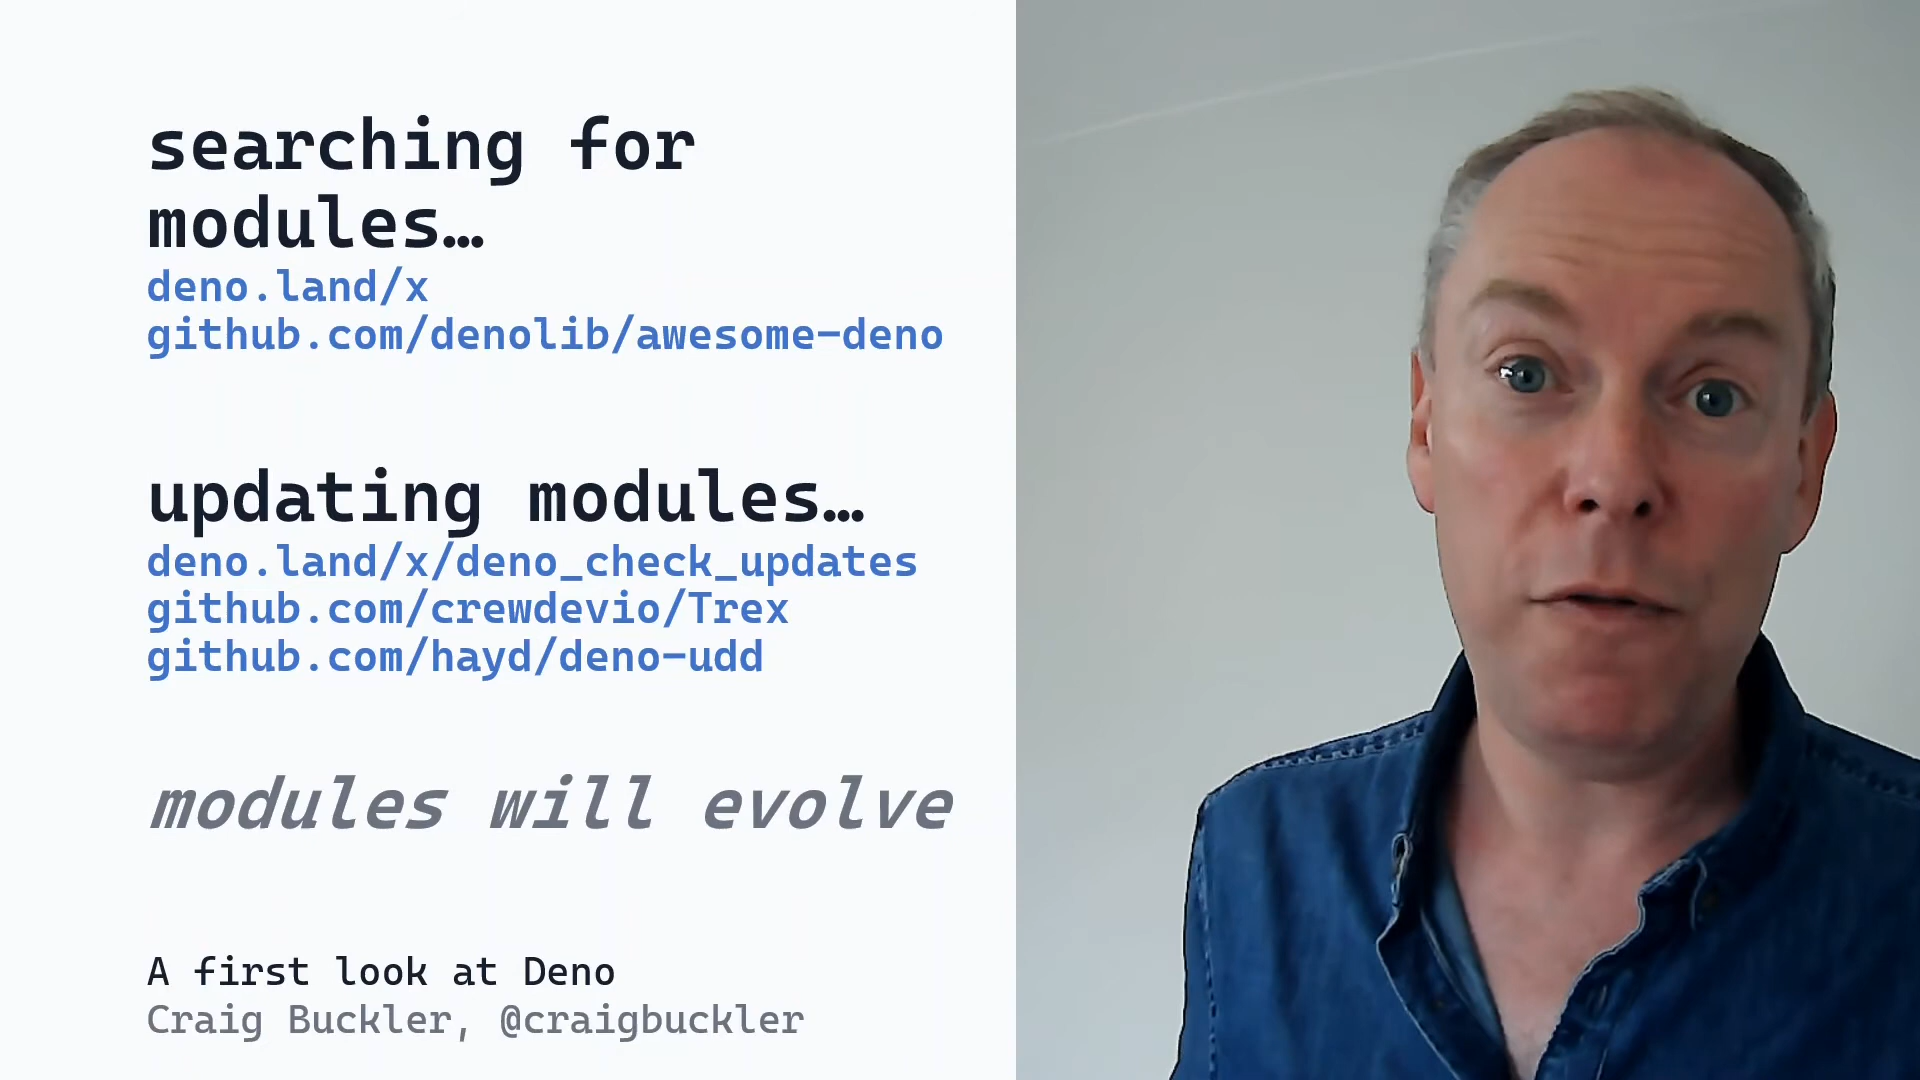 searching for
modules…
deno.land/x
github.com/denolib/awesome-deno
updating modules…
deno.land/x/deno_check_updates
github.com/crewdevio/Trex
github.com/hayd/deno-udd
modules will evolve
A first look at Deno
Craig Buckler, @craigbuckler